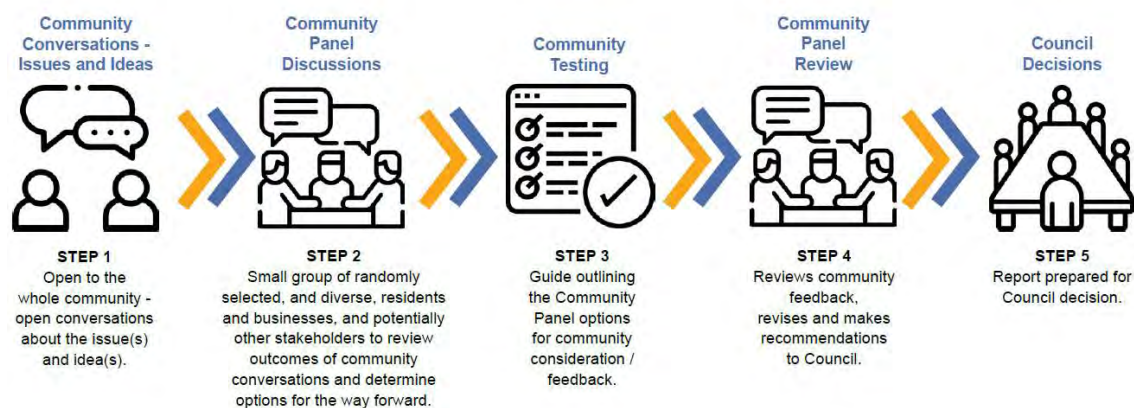 Community
Conversations -
Issues and Ideas
STEP 1
Open to the
whole community -
open conversations
about the issue(s)
and idea(s).
Community
Panel
Discussions
STEP 2
Small group of randomly
selected, and diverse, residents
and businesses, and potentially
other stakeholders to review
outcomes of community
conversations and determine
options for the way forward.
Community
Testing
STEP 3
Guide outlining
the Community
Panel options
for community
consideration /
feedback.
Community
Panel
Review
STEP 4
Reviews community
feedback,
revises and makes
recommendations
to Council.
Council
Decisions
STEP 5
Report prepared for
Council decision.